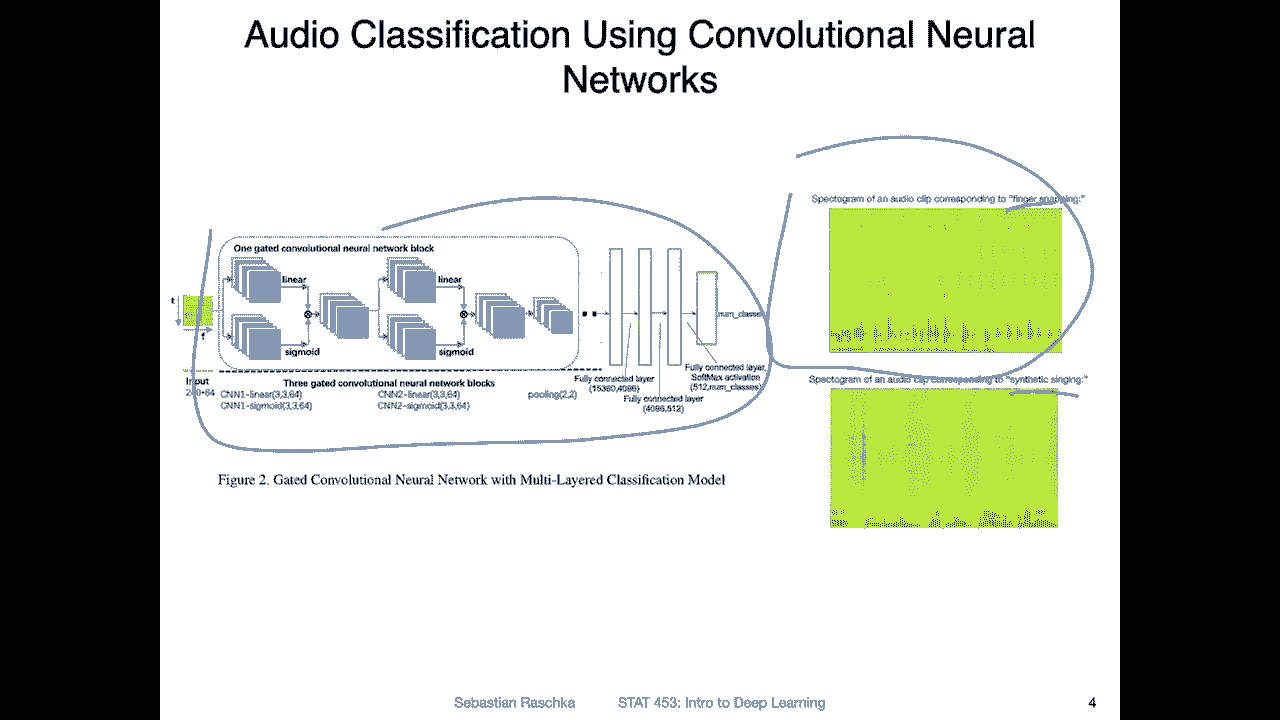 Audio Classification Using Convolutional Neural
Networks
One gated convolutional neural network block
linear
linear
sigmoid
sigmoid
t
f
Input
Three gated convolutional neural network blocks
CNN1-linear(3,3,64)
CNN1-sigmoid(3,3,64)
CNN2-linear(3,3,64)
CNN2-sigmoid(3,3,64)
pooling(2,2)
Fully connected layer
(15360,4096)
Fully connected layer
(4096,512)
Fully connected layer,
SoftMax activation
(512,num_classes)
num_classes
Figure 2. Gated Convolutional Neural Network with Multi-Layered Classification Model
Spectogram of an audio clip corresponding to "finger snapping:"
Spectogram of an audio clip corresponding to "synthetic singing:"
Sebastian Raschka STAT 453: Intro to Deep Learning 4